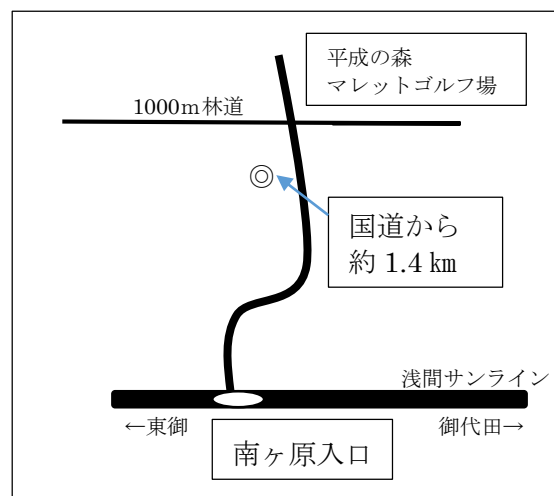 平成の森
マレットゴルフ場
1000m林道
◎
国道から
約 1.4 ㎞
浅間サンライン
←東御
御代田→
南ヶ原入口